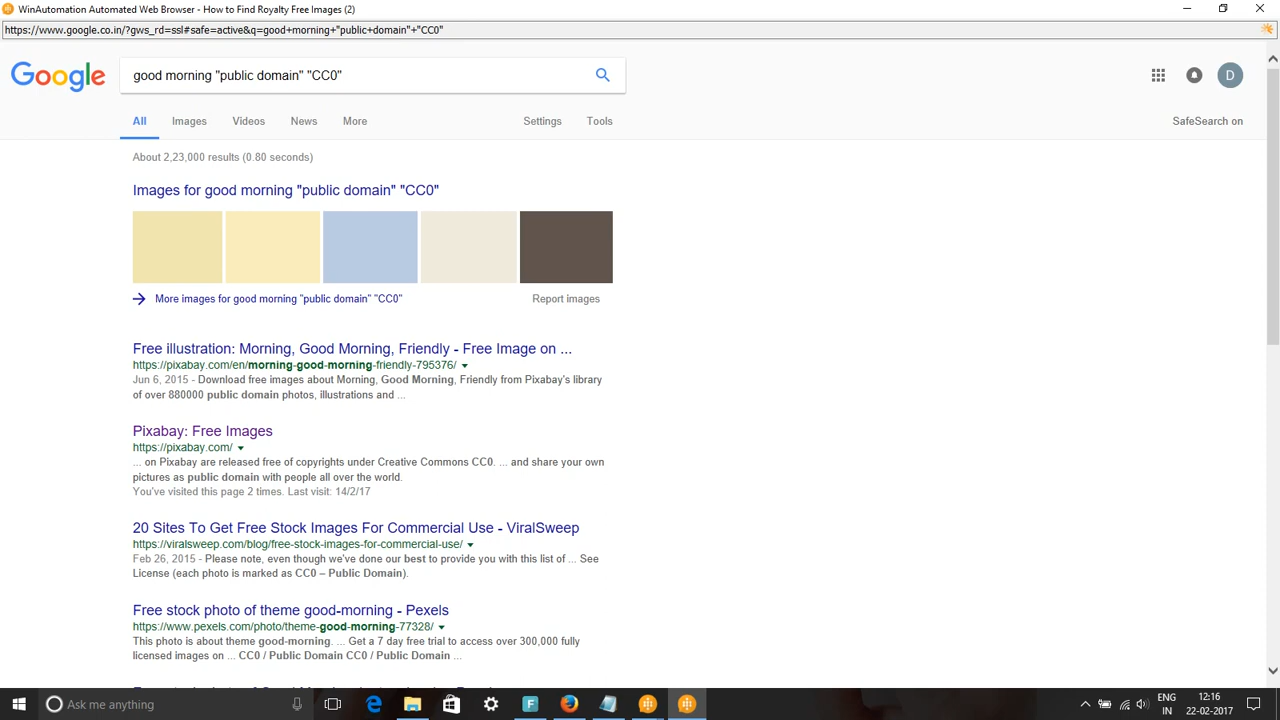 WinAutomation Automated Web Browser - How to Find Royalty Free Images (2)
https://www.google.co.in/?gws_rd=ssl#safe=active&q=good+morning+"public+domain"+"CC0"
Google
good morning "public domain" "CC0"
D
All Images Videos News More Settings Tools SafeSearch on
About 2,23,000 results (0.80 seconds)
Images for good morning "public domain" "CC0"
More images for good morning "public domain" "CC0" Report images
Free illustration: Morning, Good Morning, Friendly - Free Image on ...
https://pixabay.com/en/morning-good-morning-friendly-795376/
Jun 6, 2015 - Download free images about Morning, Good Morning, Friendly from Pixabay's library
of over 880000 public domain photos, illustrations and ...
Pixabay: Free Images
https://pixabay.com/
... on Pixabay are released free of copyrights under Creative Commons CC0. ... and share your own
pictures as public domain with people all over the world.
You've visited this page 2 times. Last visit: 14/2/17
20 Sites To Get Free Stock Images For Commercial Use - ViralSweep
https://viralsweep.com/blog/free-stock-images-for-commercial-use/
Feb 26, 2015 - Please note, even though we've done our best to provide you with this list of ... See
License (each photo is marked as CC0 – Public Domain).
Free stock photo of theme good-morning - Pexels
https://www.pexels.com/photo/theme-good-morning-77328/
This photo is about theme good-morning. ... Get a 7 day free trial to access over 300,000 fully
licensed images on ... CC0 / Public Domain CC0 / Public Domain ...
Ask me anything
F
ENG
IN
12:16
22-02-2017